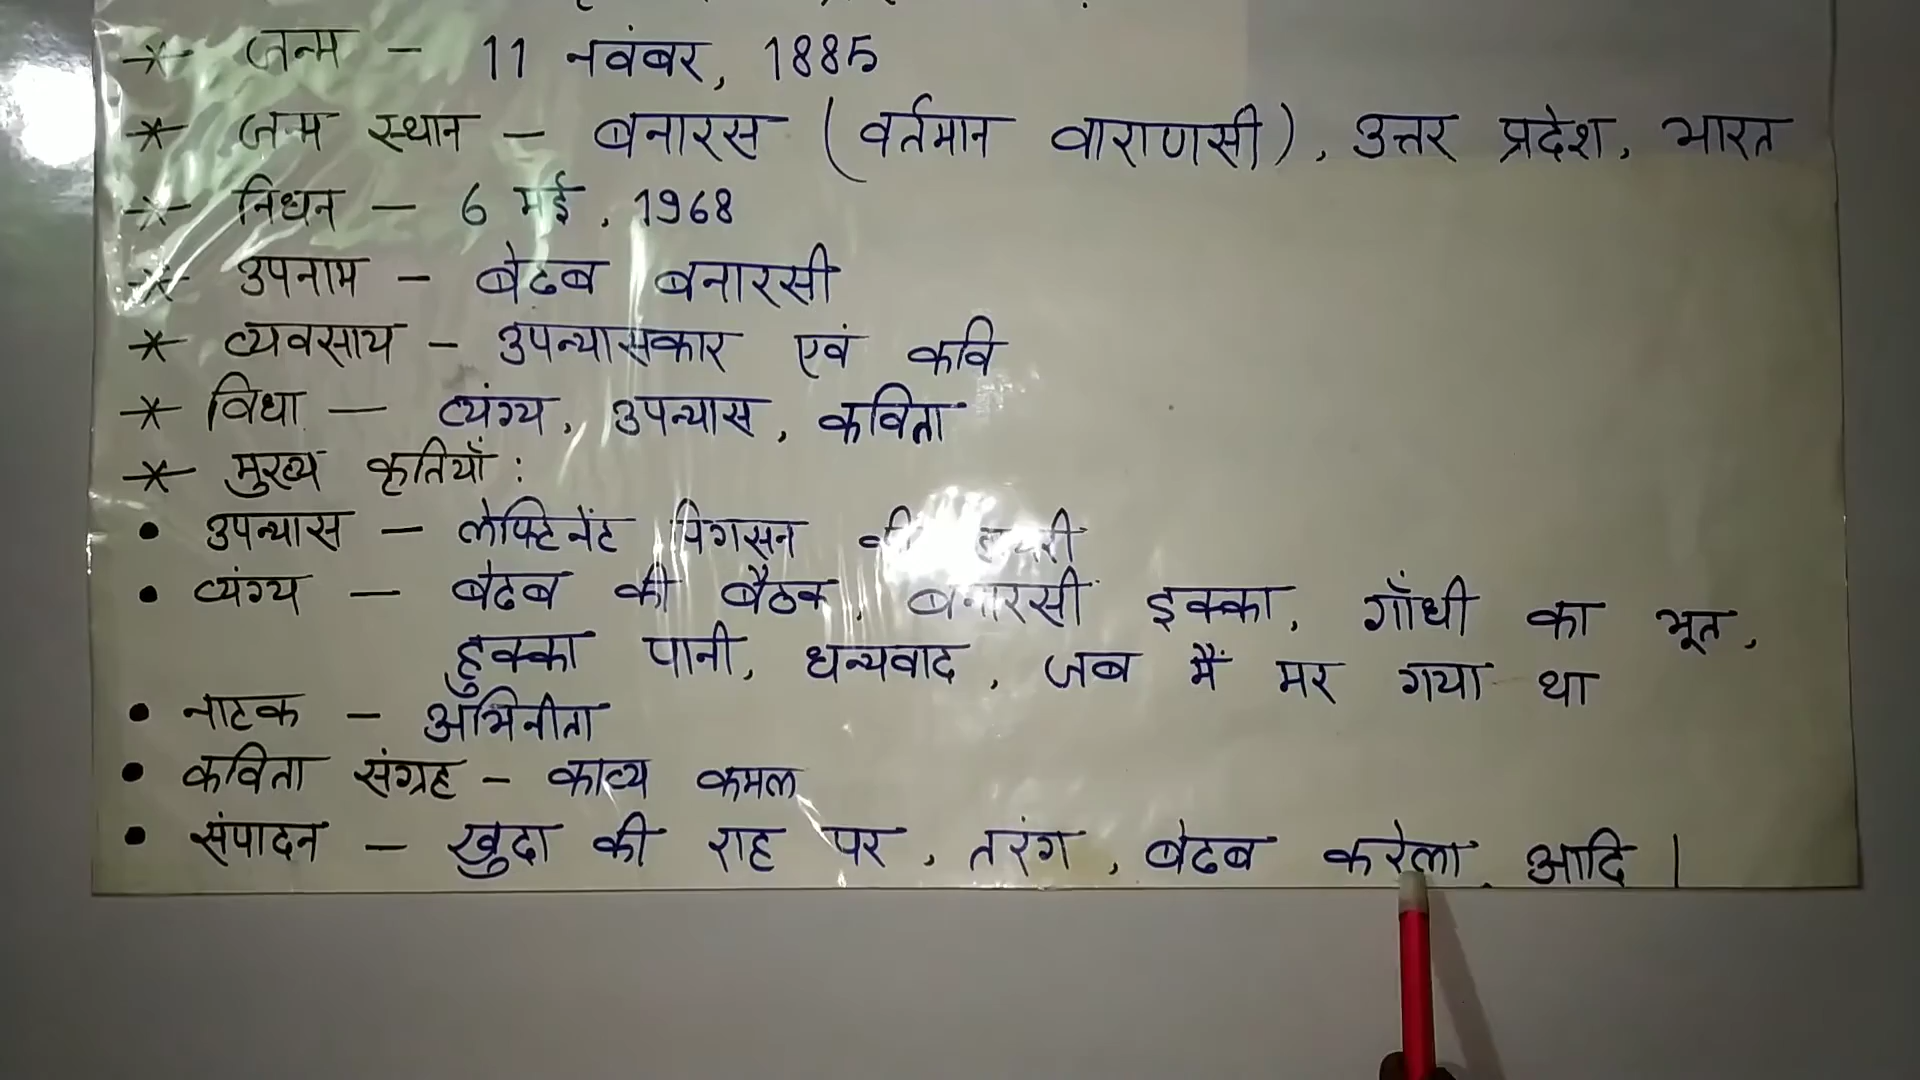 * जन्म - 11 नवंबर, 1885
* जन्म स्थान - बनारस (वर्तमान वाराणसी), उत्तर प्रदेश, भारत
* निधन - 6 मई, 1968
* उपनाम - बेढब बनारसी
* व्यवसाय - उपन्यासकार एवं कवि
* विधा - व्यंग्य, उपन्यास, कविता
* मुख्य कृतियाँ :
• उपन्यास - लेफ्टिनेंट पिगसन की
• व्यंग्य - बेढब की बैठक, बनारसी इक्का, गाँधी का भूत,
हुक्का पानी, धन्यवाद, जब मैं मर गया था
• नाटक - अभिनीता
• कविता संग्रह - काव्य कमल
• संपादन - खुदा की राह पर, तरंग, बेढब करेला, आदि |